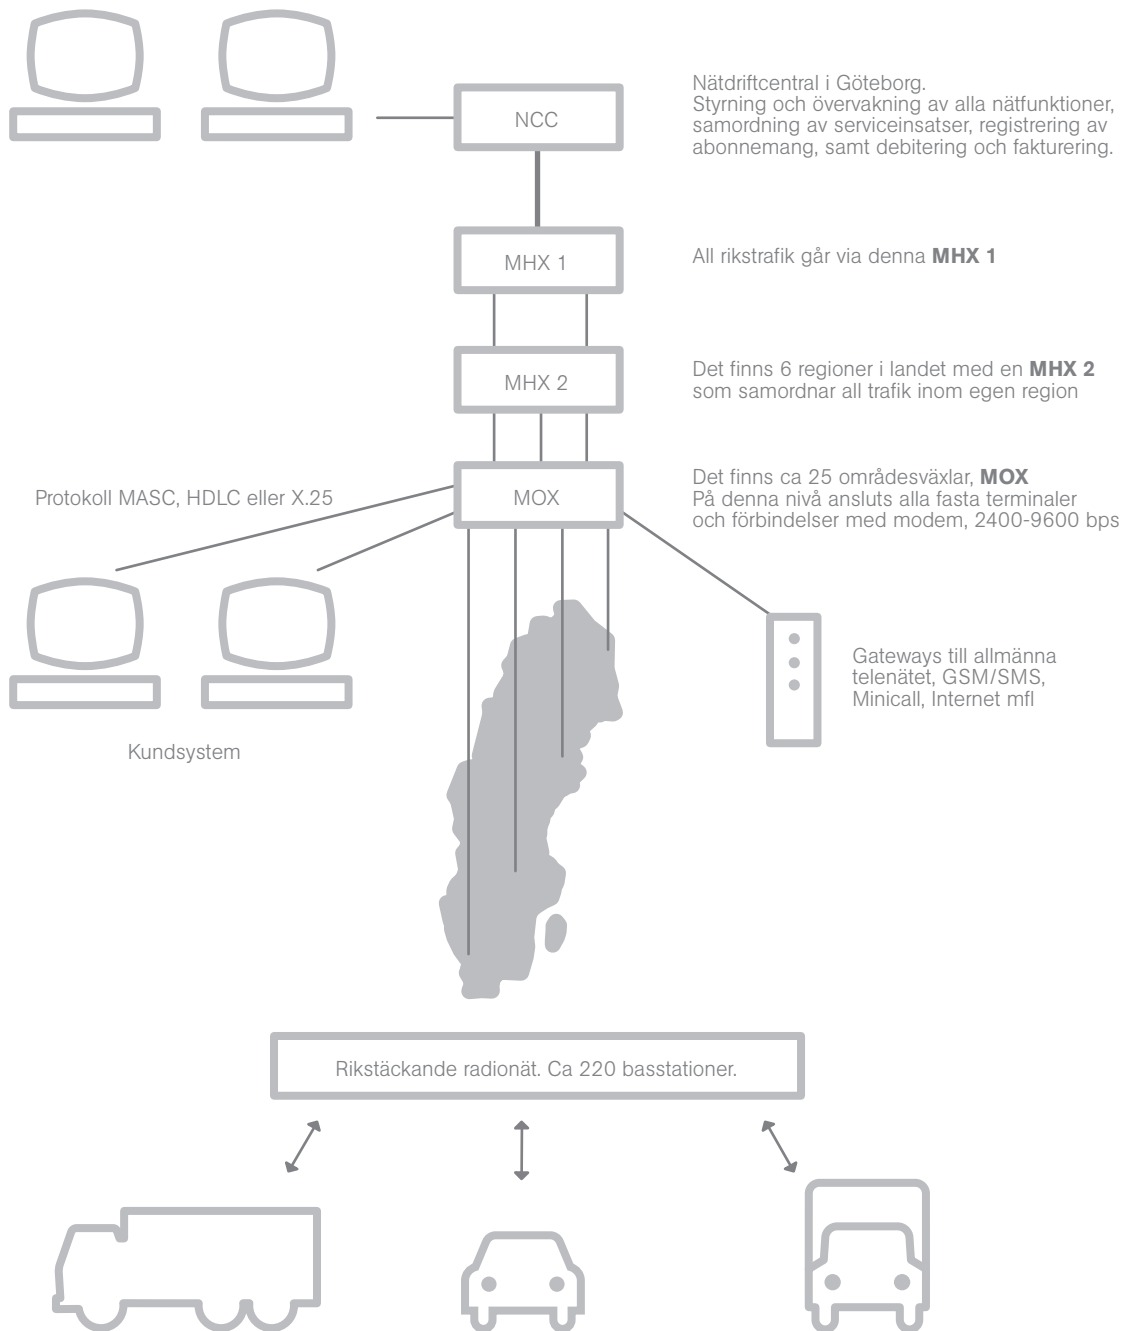 NCC
Nätdriftcentral i Göteborg.
Styrning och övervakning av alla nätfunktioner,
samordning av serviceinsatser, registrering av
abonnemang, samt debitering och fakturering.
MHX 1
All rikstrafik går via denna MHX 1
MHX 2
Det finns 6 regioner i landet med en MHX 2
som samordnar all trafik inom egen region
Protokoll MASC, HDLC eller X.25
MOX
Det finns ca 25 områdesväxlar, MOX
På denna nivå ansluts alla fasta terminaler
och förbindelser med modem, 2400-9600 bps
Kundsystem
Gateways till allmänna
telenätet, GSM/SMS,
Minicall, Internet mfl
Rikstäckande radionät. Ca 220 basstationer.